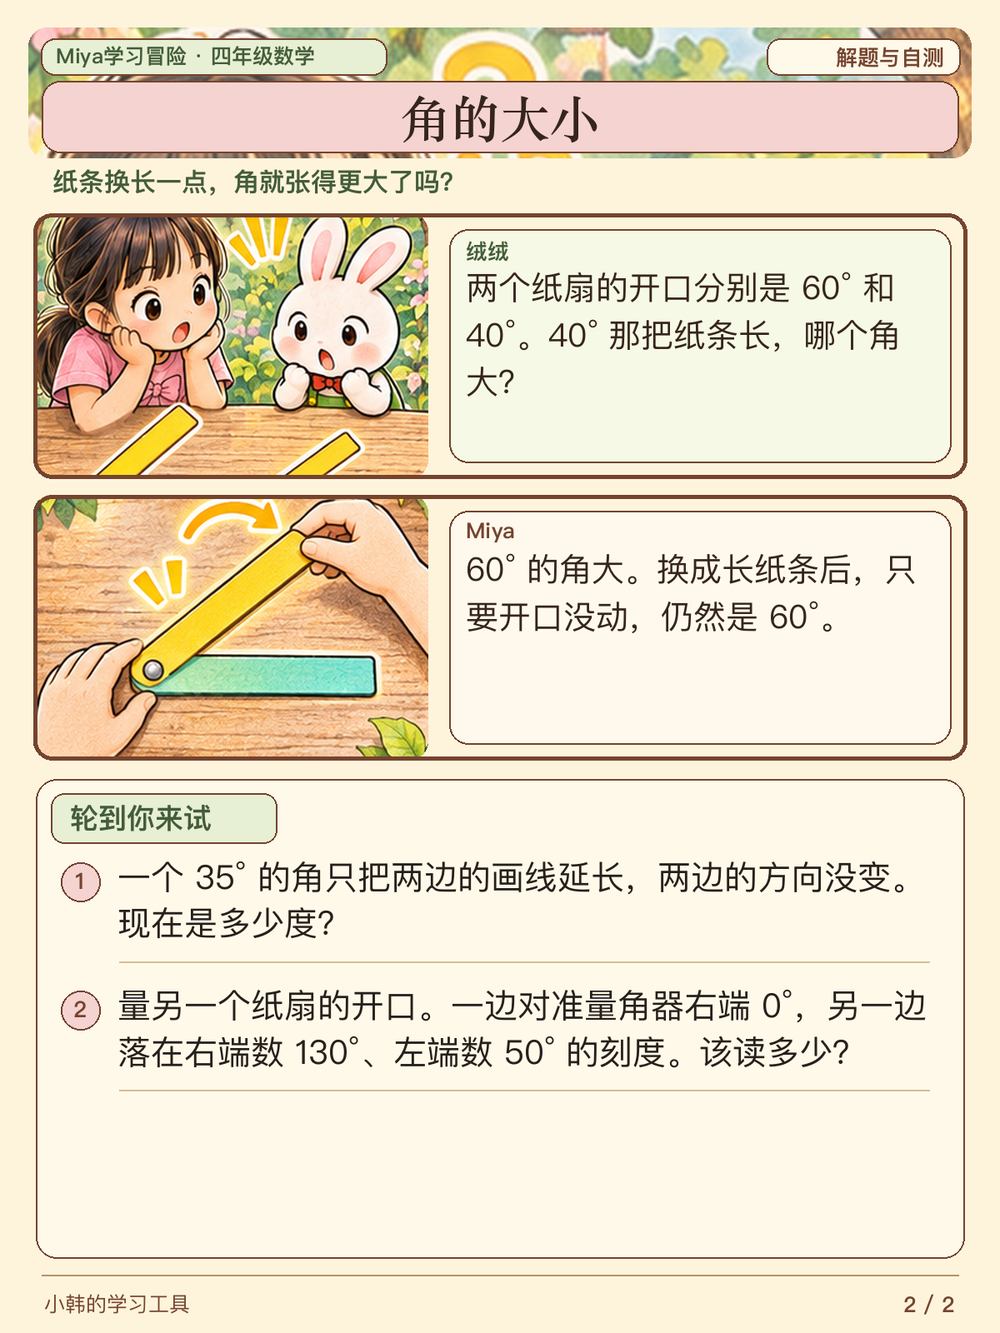 Miya学习冒险 · 四年级数学
解题与自测
角的大小
纸条换长一点，角就张得更大了吗？
绒绒
两个纸扇的开口分别是 60° 和
40°。40° 那把纸条长，哪个角
大？
Miya
60° 的角大。换成长纸条后，只
要开口没动，仍然是 60°。
轮到你来试
1 一个 35° 的角只把两边的画线延长，两边的方向没变。
现在是多少度？
2 量另一个纸扇的开口。一边对准量角器右端 0°，另一边
落在右端数 130°、左端数 50° 的刻度。该读多少？
小韩的学习工具
2 / 2